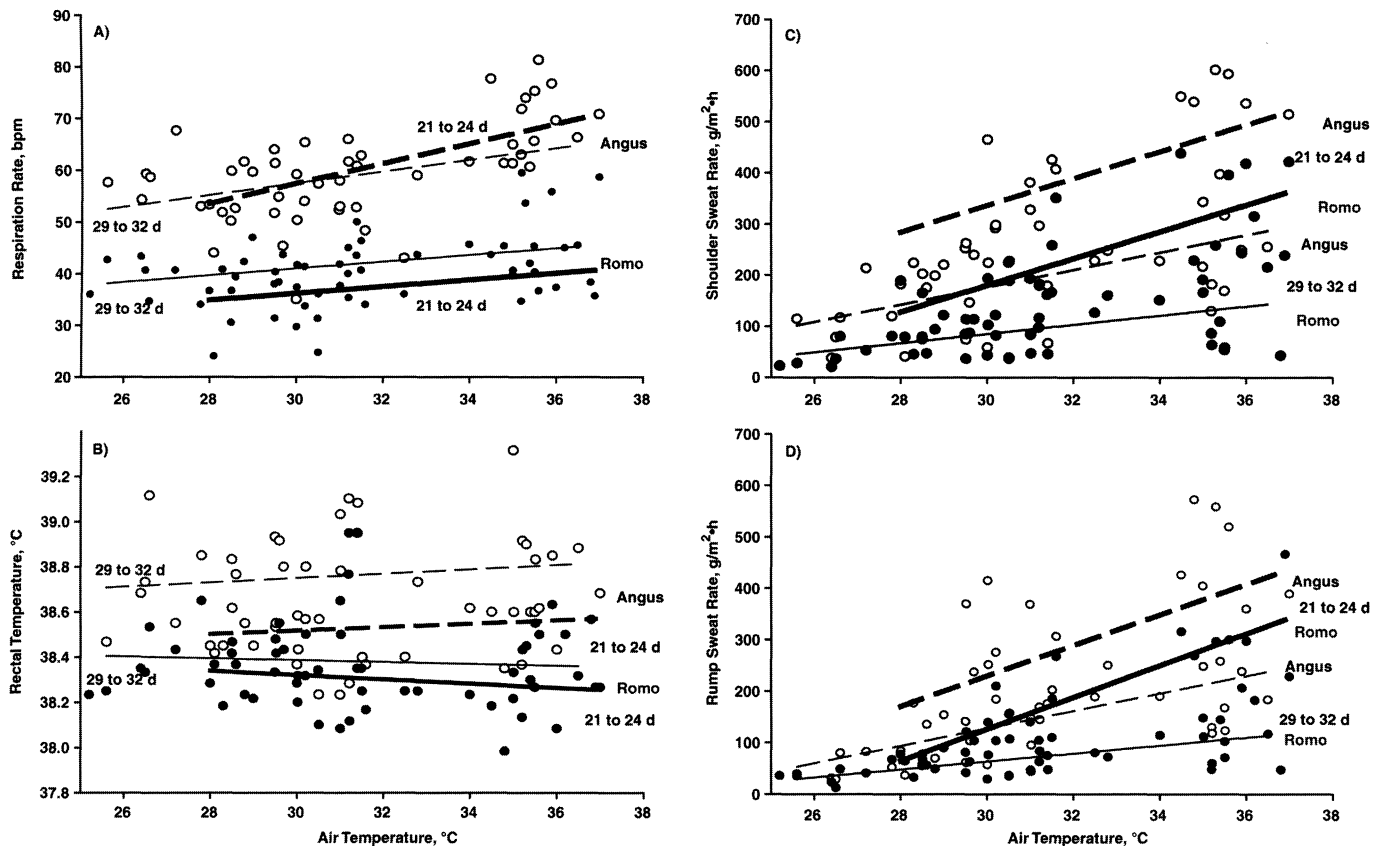 A)
Respiration Rate, bpm
90
80
70
60
50
40
30
20
21 to 24 d
Angus
29 to 32 d
Romo
29 to 32 d
21 to 24 d
26 28 30 32 34 36 38
C)
Shoulder Sweat Rate, g/m²•h
700
600
500
400
300
200
100
0
Angus
21 to 24 d
Romo
Angus
29 to 32 d
Romo
26 28 30 32 34 36 38
B)
Rectal Temperature, °C
39.2
39.0
38.8
38.6
38.4
38.2
38.0
37.8
29 to 32 d
Angus
21 to 24 d
29 to 32 d
Romo
21 to 24 d
26 28 30 32 34 36 38
Air Temperature, °C
D)
Rump Sweat Rate, g/m²•h
700
600
500
400
300
200
100
0
Angus
21 to 24 d
Romo
Angus
29 to 32 d
Romo
26 28 30 32 34 36 38
Air Temperature, °C